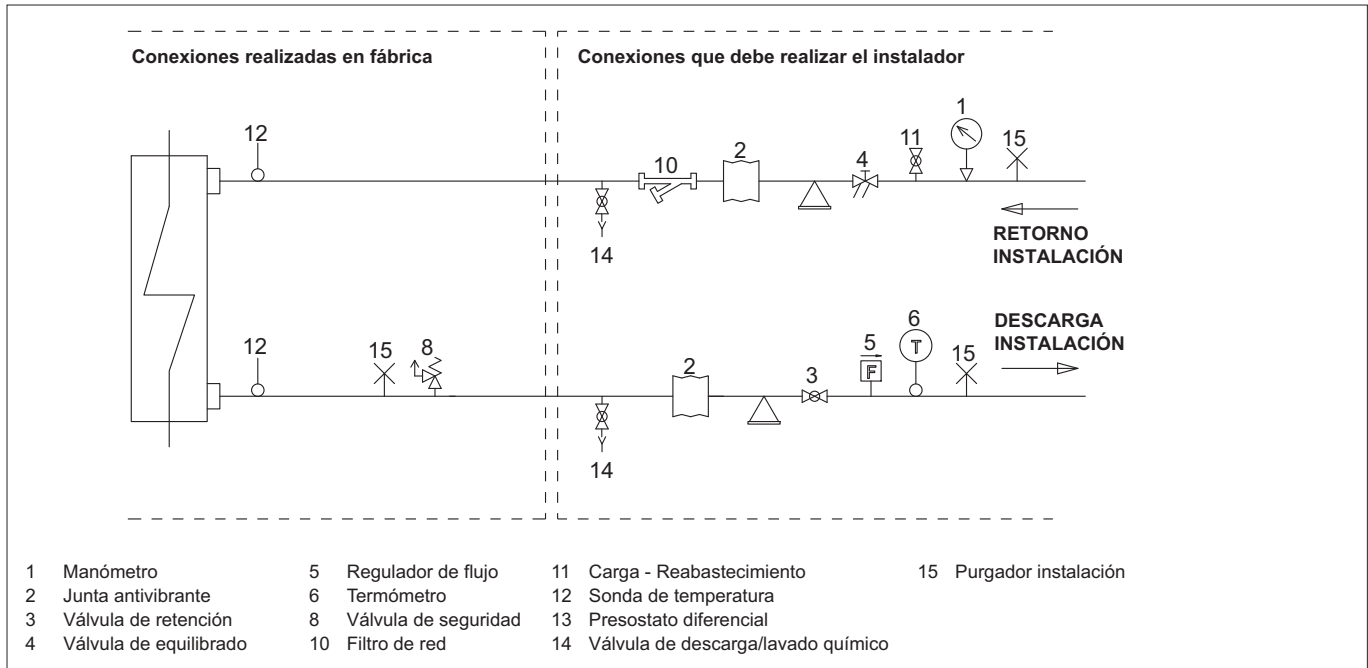 Conexiones realizadas en fábrica
Conexiones que debe realizar el instalador
1
12
11
15
2
4
10
14
RETORNO
INSTALACIÓN
6
DESCARGA
INSTALACIÓN
5
12
15
8
2
3
15
T
F
14
1 Manómetro
2 Junta antivibrante
3 Válvula de retención
4 Válvula de equilibrado
5 Regulador de flujo
6 Termómetro
8 Válvula de seguridad
10 Filtro de red
11 Carga - Reabastecimiento
12 Sonda de temperatura
13 Presostato diferencial
14 Válvula de descarga/lavado químico
15 Purgador instalación